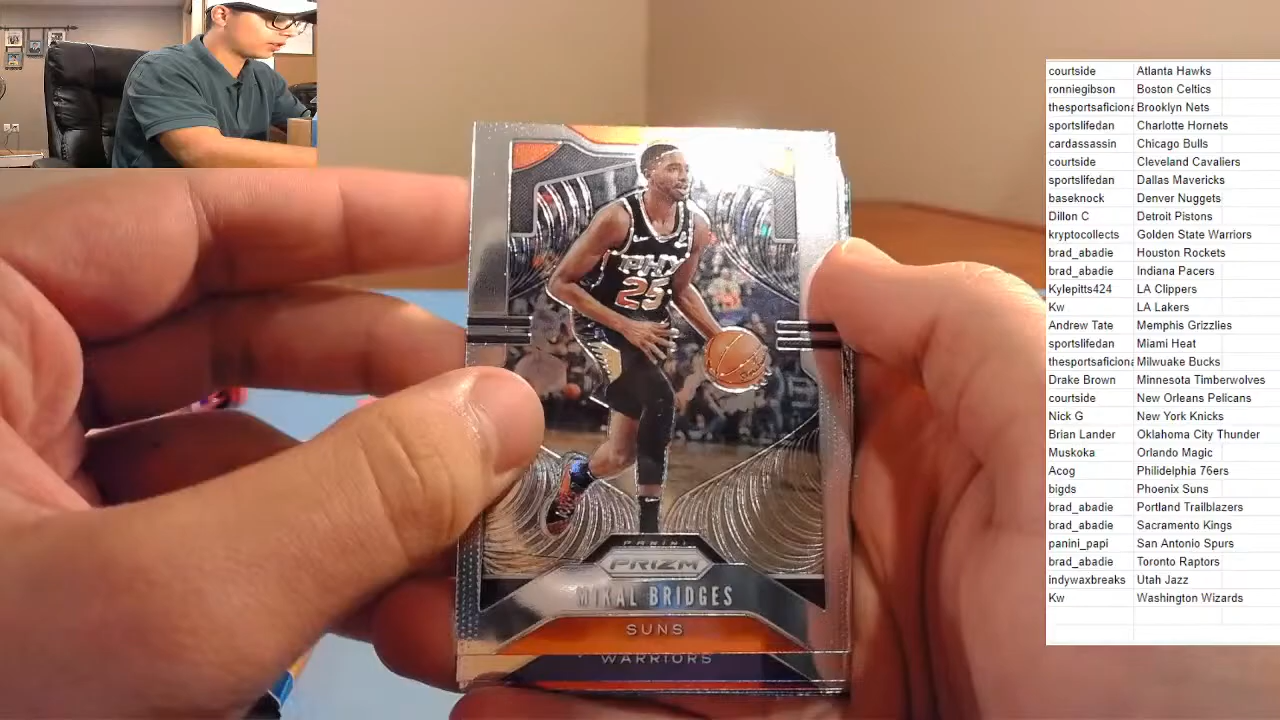 PHX
25
PANINI
PRIZM
MIKAL BRIDGES
SUNS
WARRIORS
courtside Atlanta Hawks
ronniegibson Boston Celtics
thesportsaficiona Brooklyn Nets
sportslifedan Charlotte Hornets
cardassassin Chicago Bulls
courtside Cleveland Cavaliers
sportslifedan Dallas Mavericks
baseknock Denver Nuggets
Dillon C Detroit Pistons
kryptocollects Golden State Warriors
brad_abadie Houston Rockets
brad_abadie Indiana Pacers
Kylepitts424 LA Clippers
Kw LA Lakers
Andrew Tate Memphis Grizzlies
sportslifedan Miami Heat
thesportsaficiona Milwuake Bucks
Drake Brown Minnesota Timberwolves
courtside New Orleans Pelicans
Nick G New York Knicks
Brian Lander Oklahoma City Thunder
Muskoka Orlando Magic
Acog Philidelphia 76ers
bigds Phoenix Suns
brad_abadie Portland Trailblazers
brad_abadie Sacramento Kings
panini_papi San Antonio Spurs
brad_abadie Toronto Raptors
indywaxbreaks Utah Jazz
Kw Washington Wizards